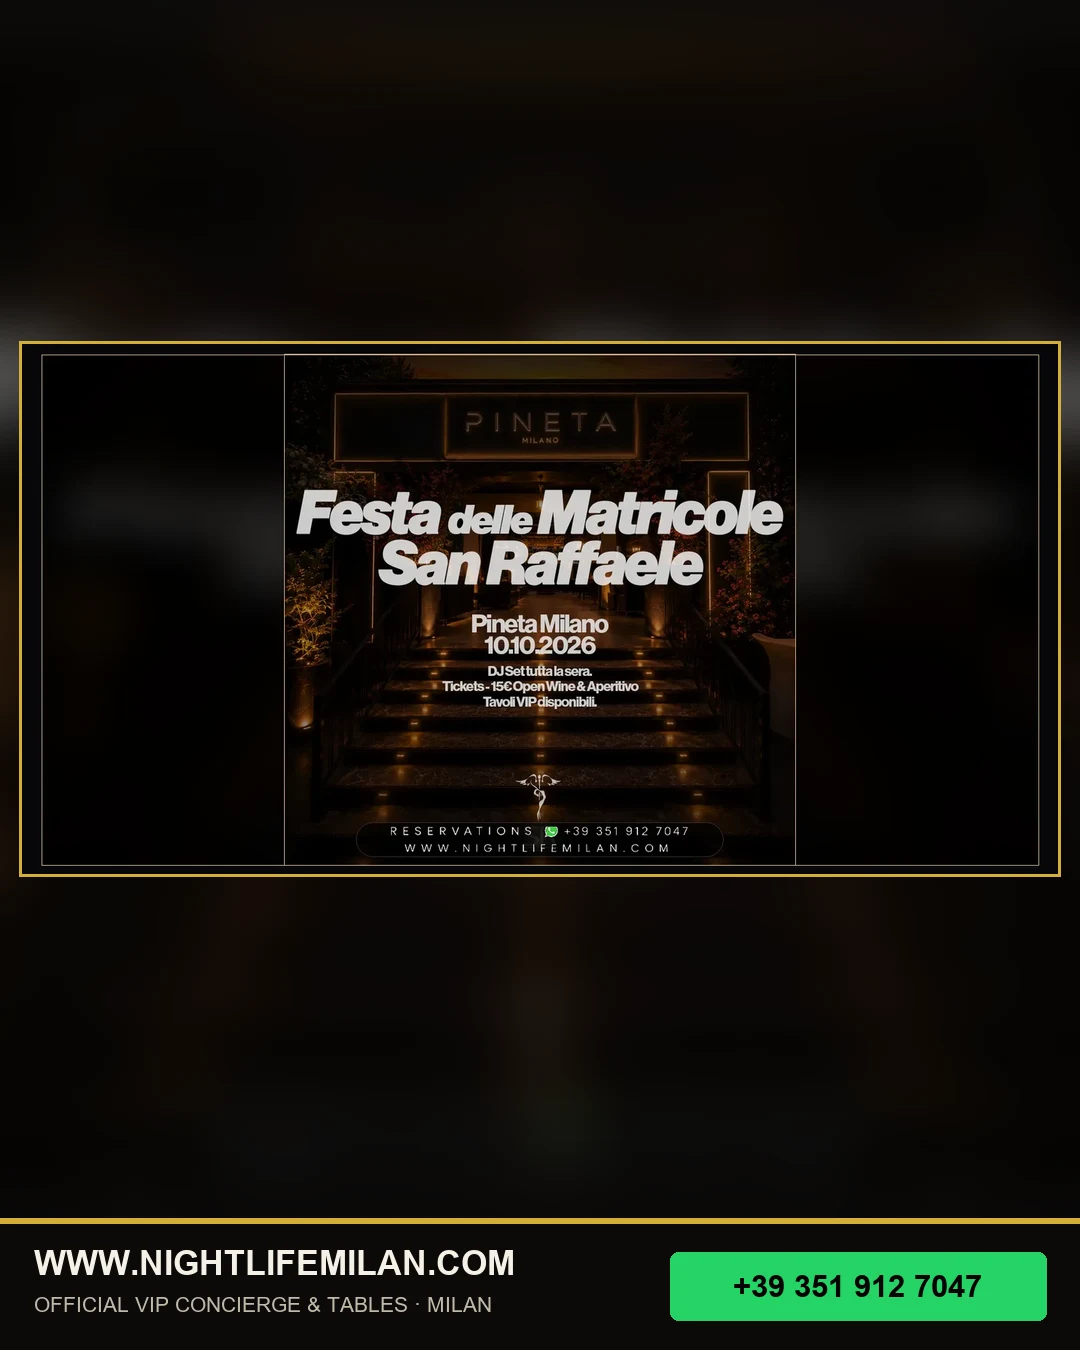 PINETA
MILANO
Festa delle Matricole
San Raffaele
Pineta Milano
10.10.2026
DJ Set tutta la sera.
Tickets - 15€ Open Wine & Aperitivo
Tavoli VIP disponibili.
RESERVATIONS +39 351 912 7047
WWW.NIGHTLIFEMILAN.COM
WWW.NIGHTLIFEMILAN.COM
OFFICIAL VIP CONCIERGE & TABLES · MILAN
+39 351 912 7047